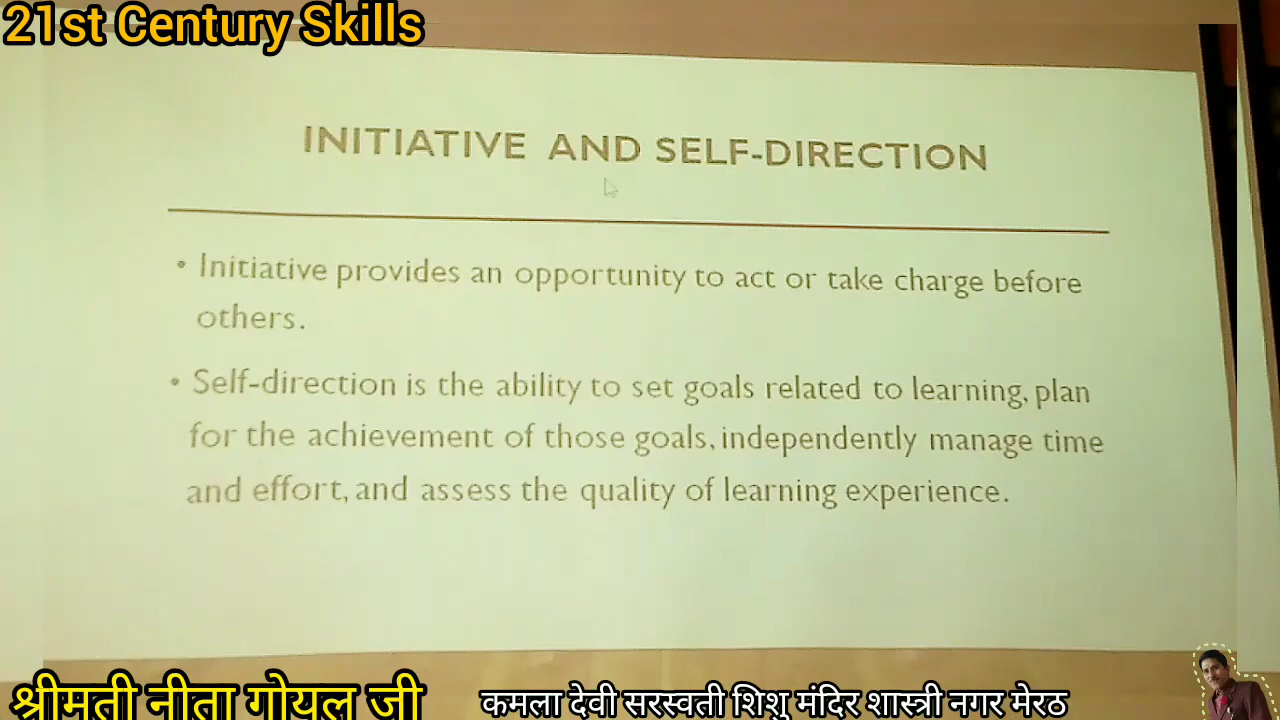 21st Century Skills
INITIATIVE AND SELF-DIRECTION
• Initiative provides an opportunity to act or take charge before
others.
• Self-direction is the ability to set goals related to learning, plan
for the achievement of those goals, independently manage time
and effort, and assess the quality of learning experience.
श्रीमती नीता गोयल जी
कमला देवी सरस्वती शिशु मंदिर शास्त्री नगर मेरठ